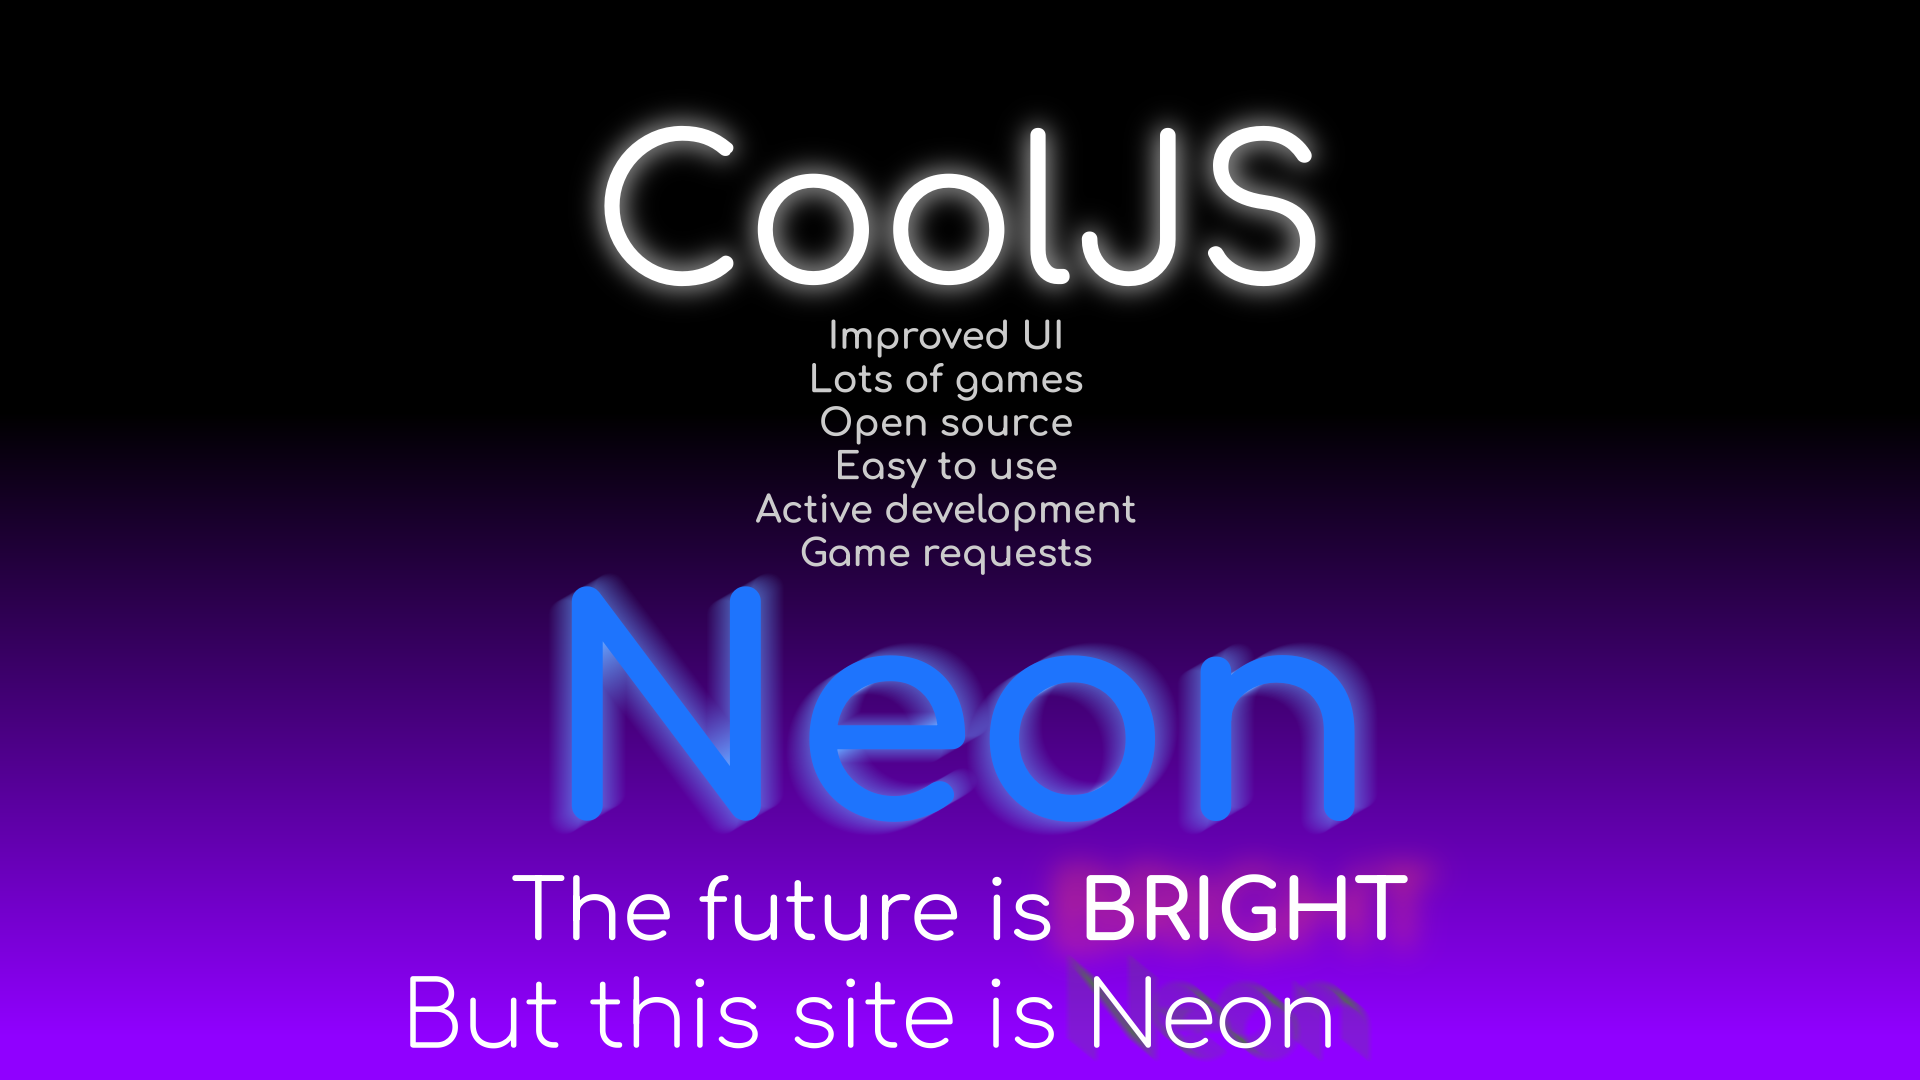 CoolJS
Improved UI
Lots of games
Open source
Easy to use
Active development
Game requests
Neon
The future is BRIGHT
But this site is Neon